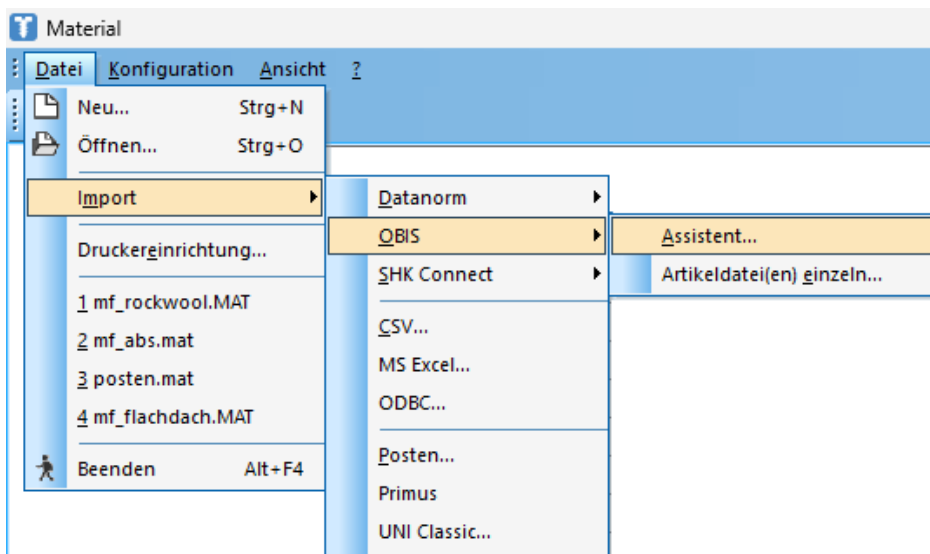 Material
Datei Konfiguration Ansicht ?
Neu... Strg+N
Öffnen... Strg+O
Import
Druckereinrichtung...
1 mf_rockwool.MAT
2 mf_abs.mat
3 posten.mat
4 mf_flachdach.MAT
Beenden Alt+F4
Datanorm
OBIS
SHK Connect
CSV...
MS Excel...
ODBC...
Posten...
Primus
UNI Classic...
Assistent...
Artikeldatei(en) einzeln...